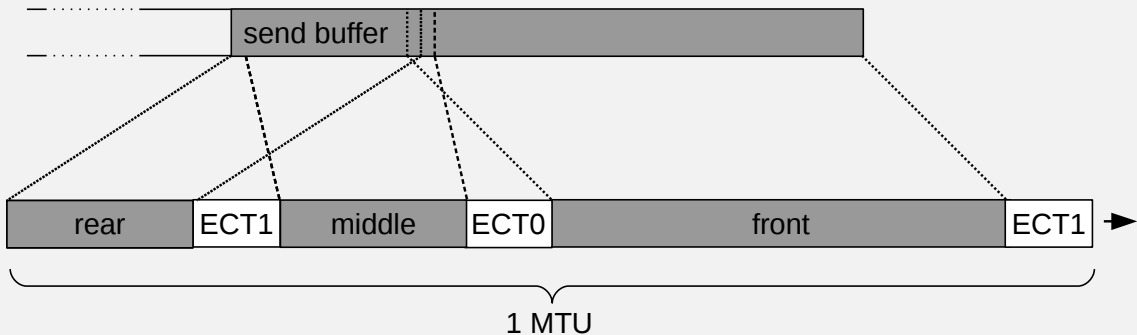 send buffer
rear ECT1 middle ECT0 front ECT1
1 MTU